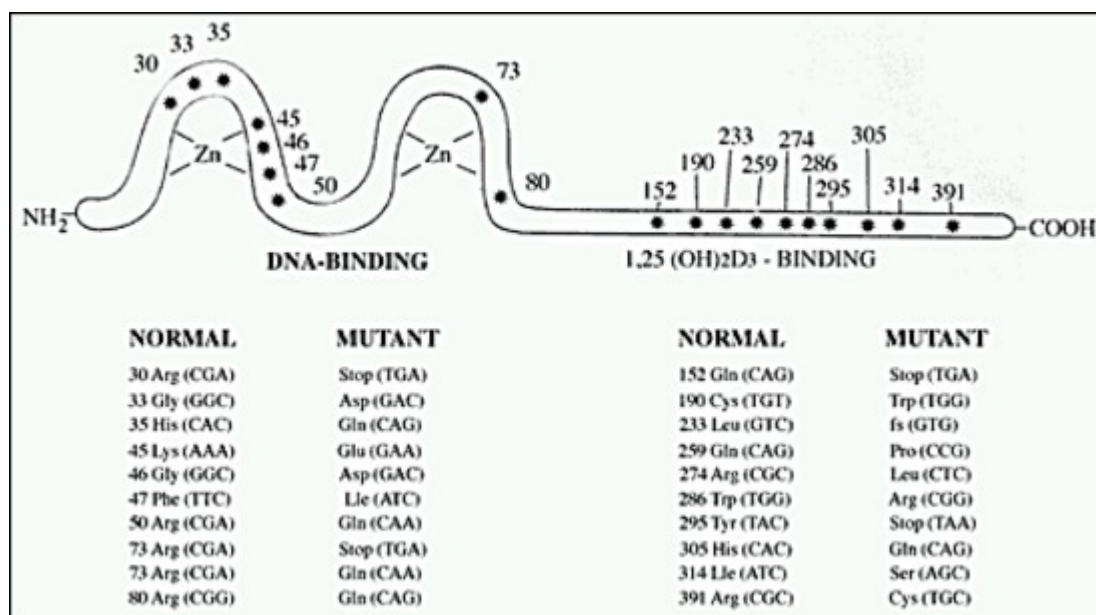 30 33 35
45
46
47
50
73
80
Zn
Zn
152 190 233 259 274 286 295 305 314 391
NH2
COOH
DNA-BINDING
1,25 (OH)2D3 - BINDING
NORMAL MUTANT
30 Arg (CGA) Stop (TGA)
33 Gly (GGC) Asp (GAC)
35 His (CAC) Gln (CAG)
45 Lys (AAA) Glu (GAA)
46 Gly (GGC) Asp (GAC)
47 Phe (TTC) Lle (ATC)
50 Arg (CGA) Gln (CAA)
73 Arg (CGA) Stop (TGA)
73 Arg (CGA) Gln (CAA)
80 Arg (CGG) Gln (CAG)
NORMAL MUTANT
152 Gln (CAG) Stop (TGA)
190 Cys (TGT) Trp (TGG)
233 Leu (GTC) fs (GTG)
259 Gln (CAG) Pro (CCG)
274 Arg (CGC) Leu (CTC)
286 Trp (TGG) Arg (CGG)
295 Tyr (TAC) Stop (TAA)
305 His (CAC) Gln (CAG)
314 Lle (ATC) Ser (AGC)
391 Arg (CGC) Cys (TGC)